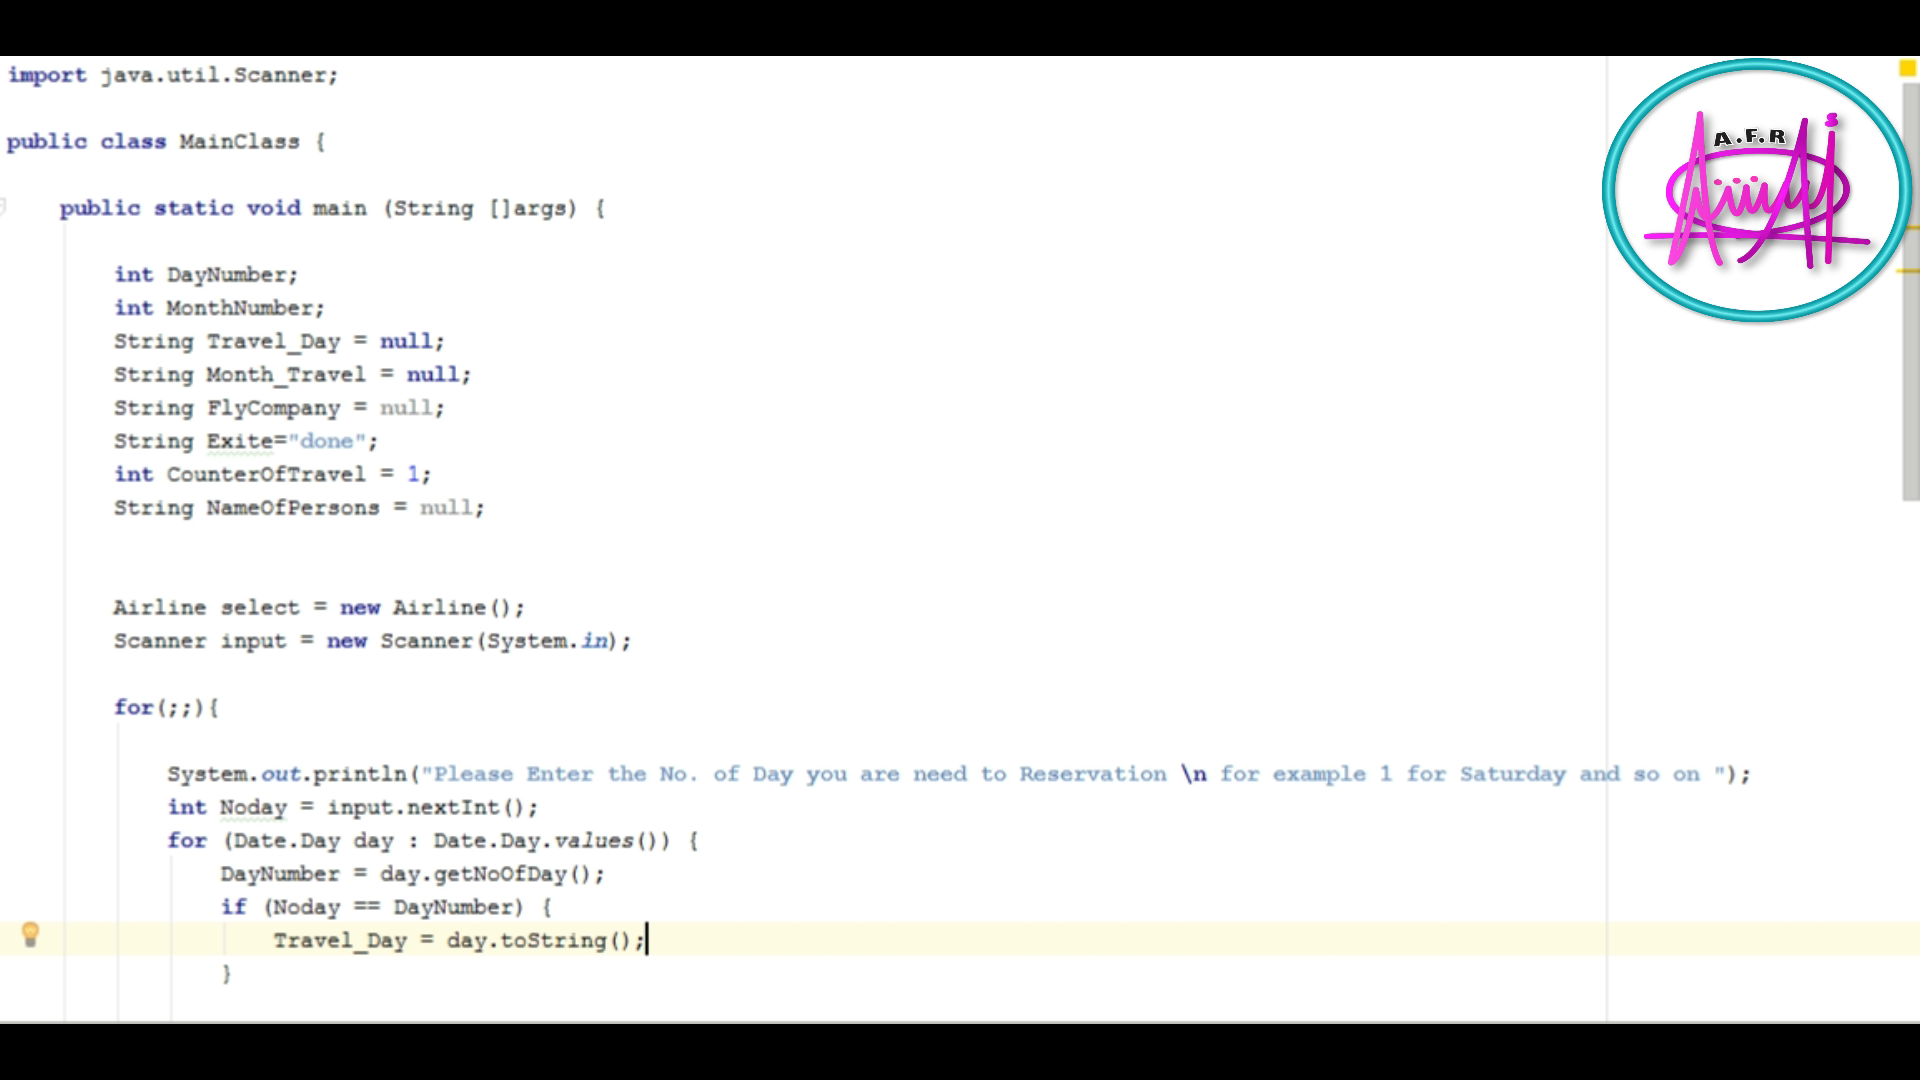 import java.util.Scanner;
public class MainClass {
public static void main (String []args) {
int DayNumber;
int MonthNumber;
String Travel_Day = null;
String Month_Travel = null;
String FlyCompany = null;
String Exite="done";
int CounterOfTravel = 1;
String NameOfPersons = null;
Airline select = new Airline();
Scanner input = new Scanner(System.in);
for(;;){
System.out.println("Please Enter the No. of Day you are need to Reservation \n for example 1 for Saturday and so on ");
int Noday = input.nextInt();
for (Date.Day day : Date.Day.values()) {
DayNumber = day.getNoOfDay();
if (Noday == DayNumber) {
Travel_Day = day.toString();
}
A.F.R